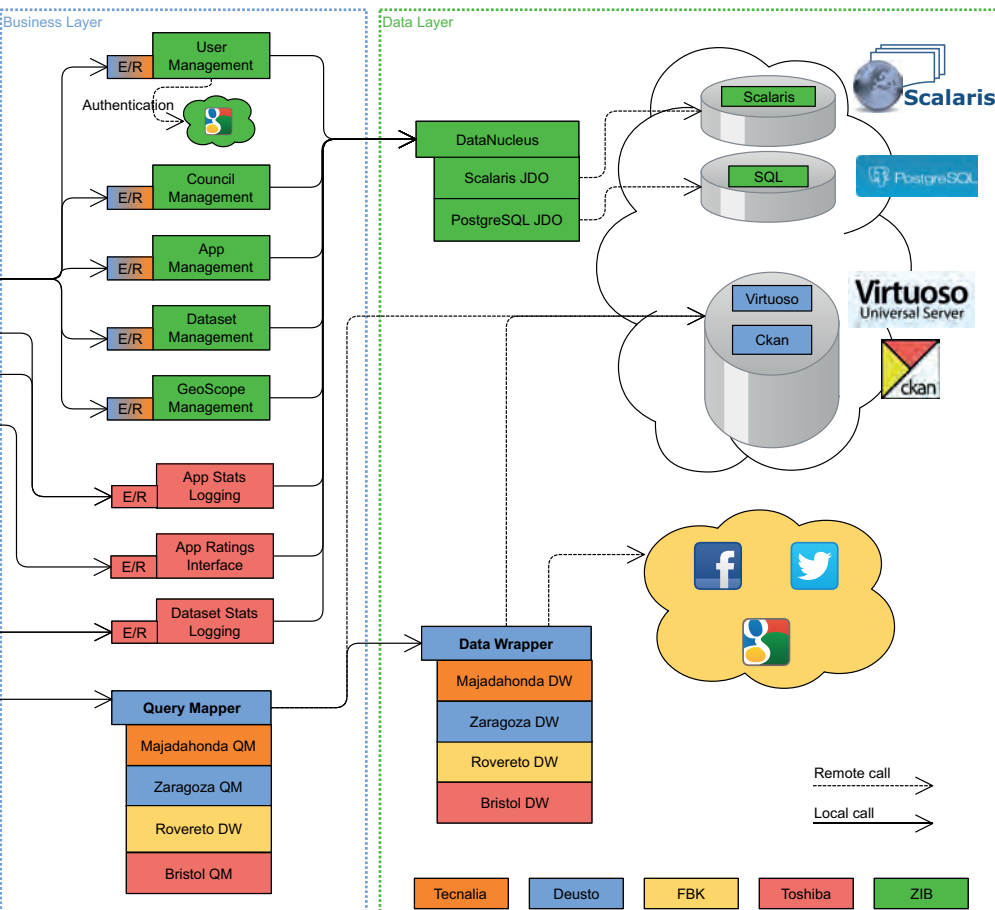 Business Layer
Data Layer
User
Management
E/R
Authentication
Council
Management
E/R
App
Management
E/R
Dataset
Management
E/R
GeoScope
Management
E/R
App Stats
Logging
E/R
App Ratings
Interface
E/R
Dataset Stats
Logging
E/R
Query Mapper
Majadahonda QM
Zaragoza QM
Rovereto DW
Bristol QM
DataNucleus
Scalaris JDO
PostgreSQL JDO
Scalaris
SQL
Virtuoso
Ckan
Scalaris
PostgreSQL
Virtuoso
Universal Server
ckan
Data Wrapper
Majadahonda DW
Zaragoza DW
Rovereto DW
Bristol DW
Remote call
Local call
Tecnalia
Deusto
FBK
Toshiba
ZIB